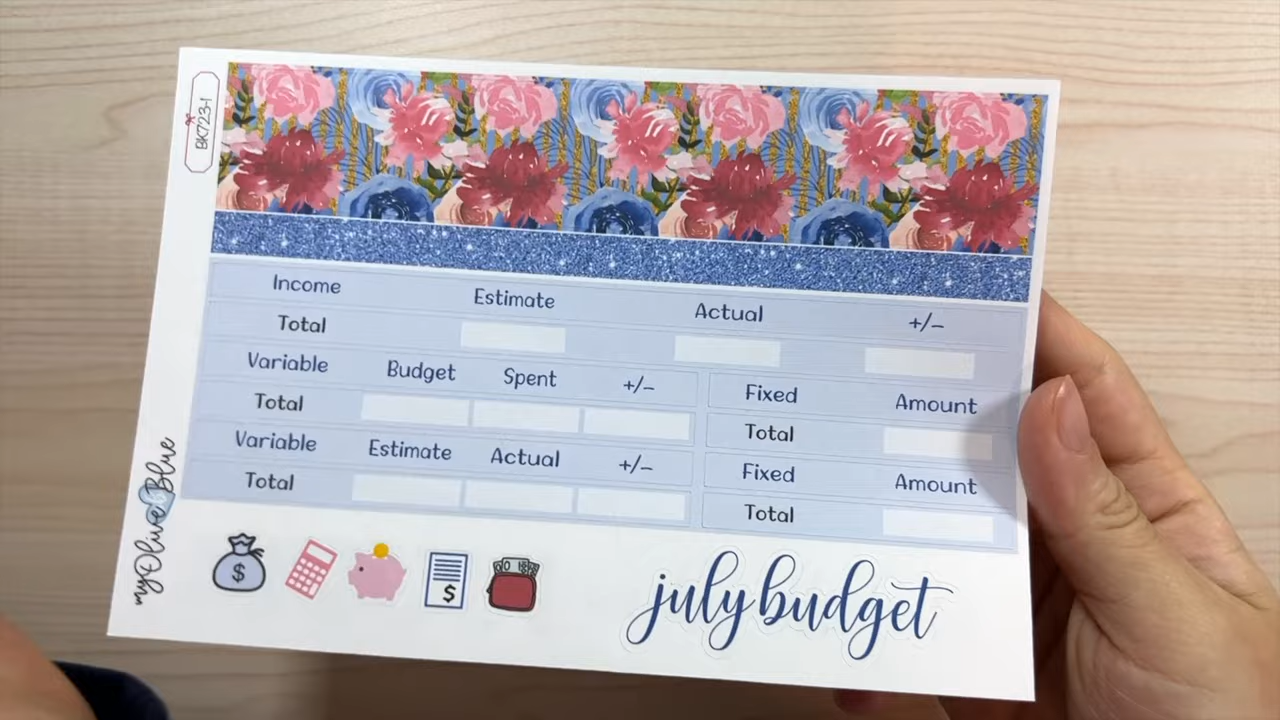 BK723-1
Income Estimate Actual +/-
Total
Variable Budget Spent +/-
Total
Variable Estimate Actual +/-
Total
Fixed Amount
Total
Fixed Amount
Total
$
$
july budget
myOliveBlue